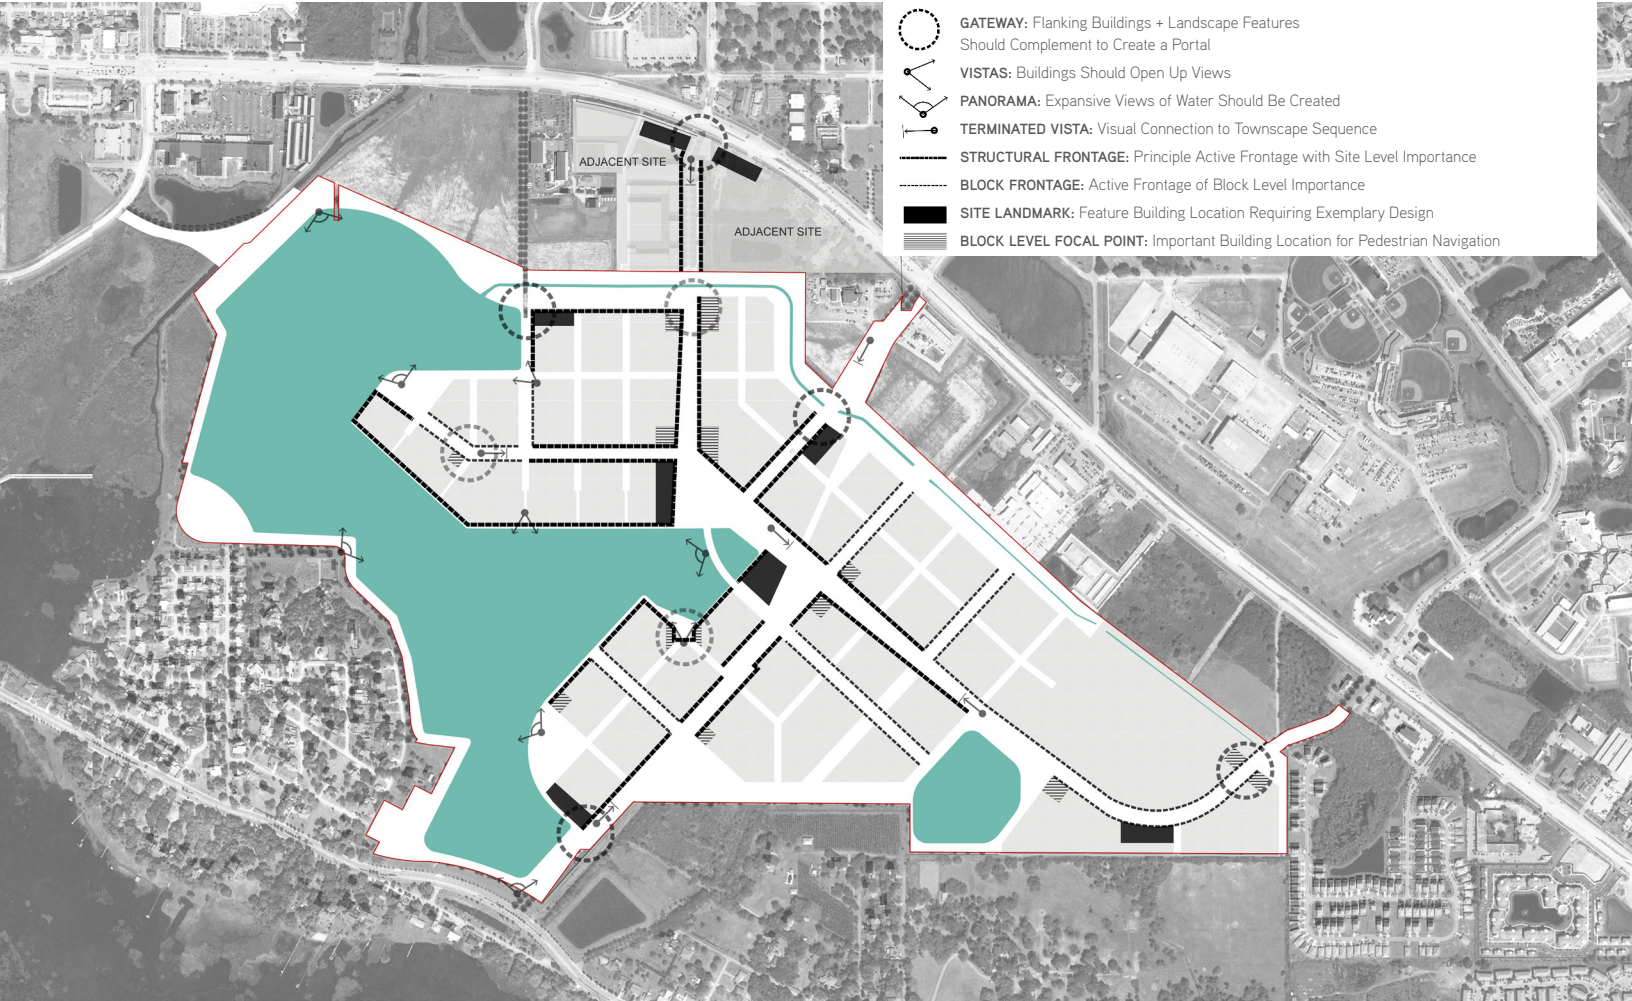 GATEWAY: Flanking Buildings + Landscape Features
Should Complement to Create a Portal
VISTAS: Buildings Should Open Up Views
PANORAMA: Expansive Views of Water Should Be Created
TERMINATED VISTA: Visual Connection to Townscape Sequence
STRUCTURAL FRONTAGE: Principle Active Frontage with Site Level Importance
BLOCK FRONTAGE: Active Frontage of Block Level Importance
SITE LANDMARK: Feature Building Location Requiring Exemplary Design
BLOCK LEVEL FOCAL POINT: Important Building Location for Pedestrian Navigation
ADJACENT SITE
ADJACENT SITE